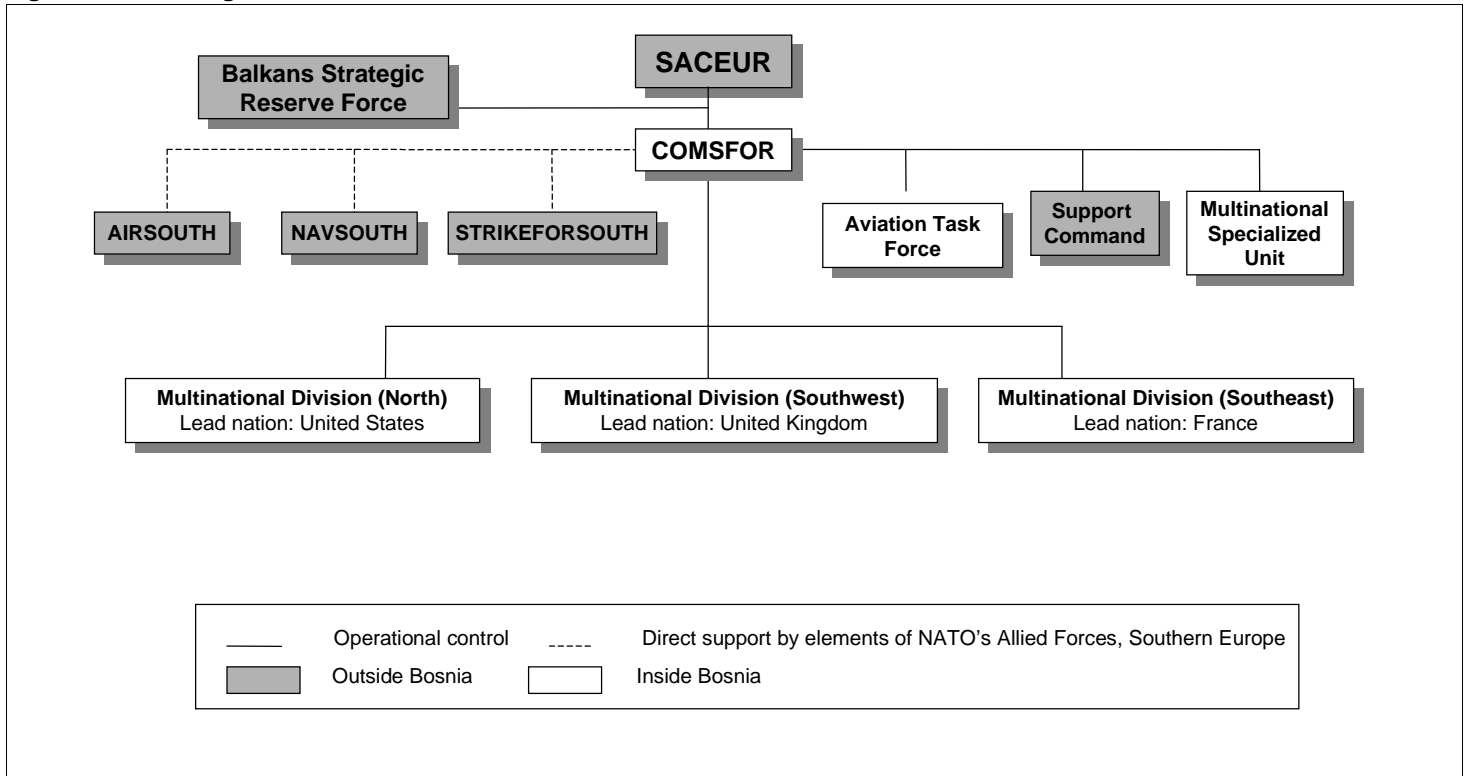 SACEUR
Balkans Strategic
Reserve Force
COMSFOR
AIRSOUTH
NAVSOUTH
STRIKEFORSOUTH
Aviation Task
Force
Support
Command
Multinational
Specialized
Unit
Multinational Division (North)
Lead nation: United States
Multinational Division (Southwest)
Lead nation: United Kingdom
Multinational Division (Southeast)
Lead nation: France
Operational control
Direct support by elements of NATO’s Allied Forces, Southern Europe
Outside Bosnia
Inside Bosnia